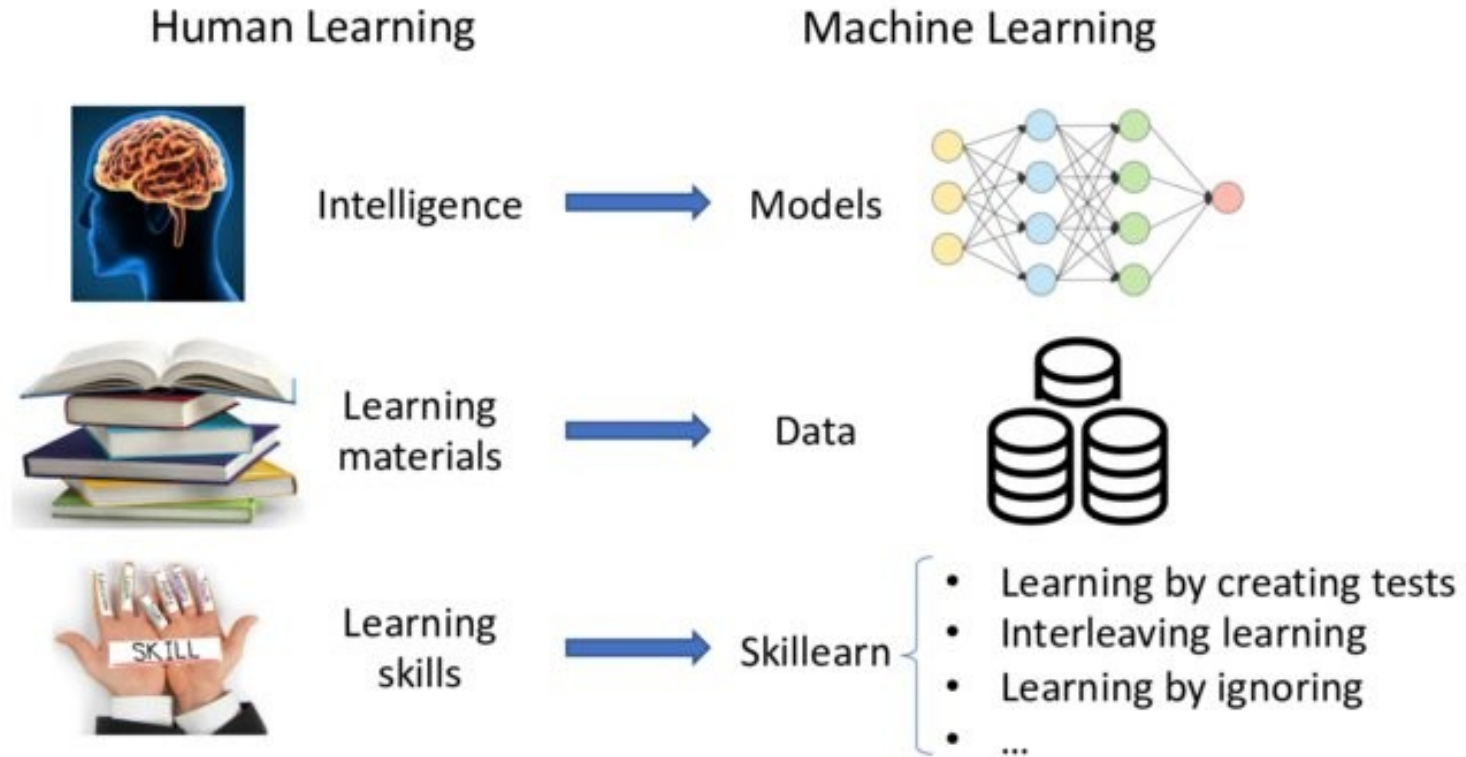 Human Learning
Machine Learning
Intelligence
Models
Learning
materials
Data
SKILL
Learning
skills
Skillearn
• Learning by creating tests
• Interleaving learning
• Learning by ignoring
• ...